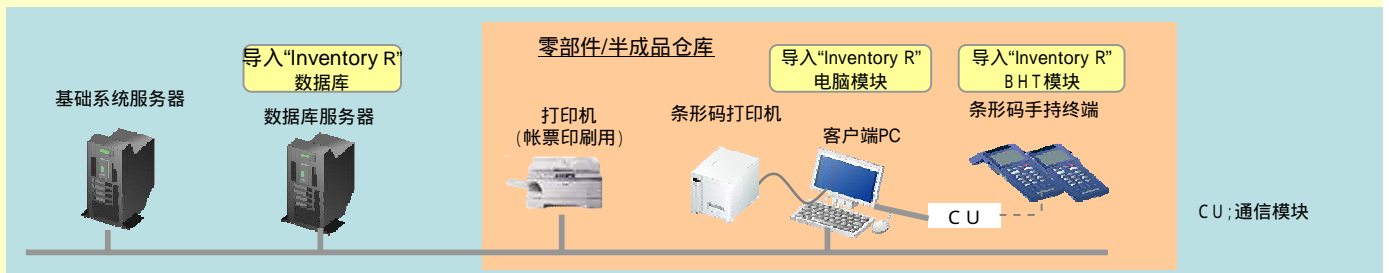 基础系统服务器
导入“Inventory R”
数据库
数据库服务器
零部件/半成品仓库
打印机
(帐票印刷用)
条形码打印机
导入“Inventory R”
电脑模块
客户端PC
导入“Inventory R”
BHT模块
条形码手持终端
CU
CU;通信模块